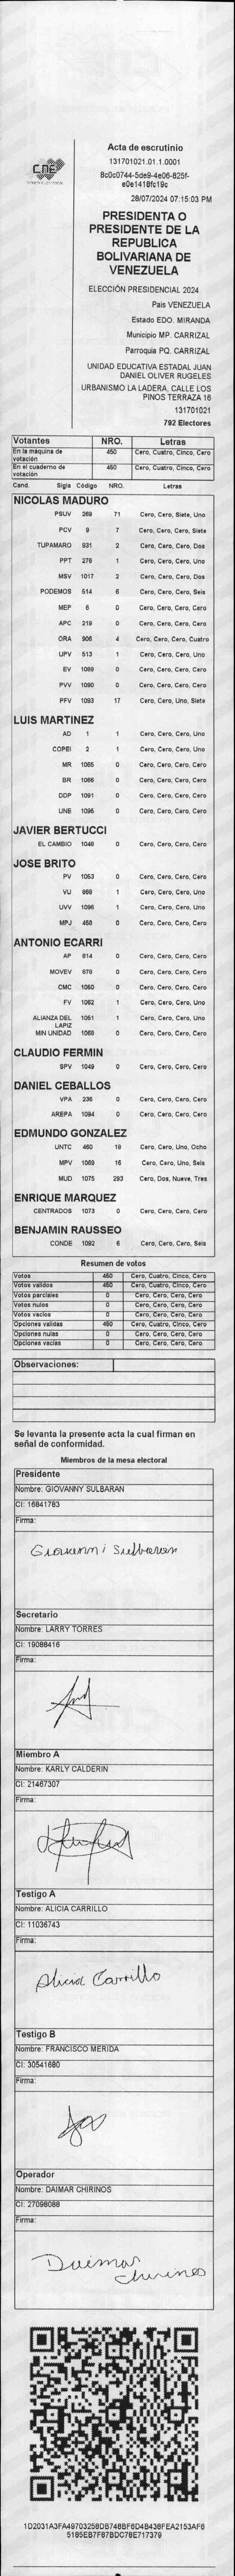 CNE
Acta de escrutinio
131701021.01.1.0001
8c0c0744-5de9-4e06-825f-
e0e1418fc19c
28/07/2024 07:15:03 PM
PRESIDENTA O
PRESIDENTE DE LA
REPUBLICA
BOLIVARIANA DE
VENEZUELA
ELECCIÓN PRESIDENCIAL 2024
Pais VENEZUELA
Estado EDO. MIRANDA
Municipio MP. CARRIZAL
Parroquia PQ. CARRIZAL
UNIDAD EDUCATIVA ESTADAL JUAN
DANIEL OLIVER RUGELES
URBANISMO LA LADERA, CALLE LOS
PINOS TERRAZA 16
131701021
792 Electores
Votantes NRO. Letras
En la máquina de votación 450 Cero, Cuatro, Cinco, Cero
En el cuaderno de votación 450 Cero, Cuatro, Cinco, Cero
Cand. Sigla Código NRO. Letras
NICOLAS MADURO
PSUV 269 71 Cero, Cero, Siete, Uno
PCV 9 7 Cero, Cero, Cero, Siete
TUPAMARO 931 2 Cero, Cero, Cero, Dos
PPT 276 1 Cero, Cero, Cero, Uno
MSV 1017 2 Cero, Cero, Cero, Dos
PODEMOS 514 6 Cero, Cero, Cero, Seis
MEP 6 0 Cero, Cero, Cero, Cero
APC 219 0 Cero, Cero, Cero, Cero
ORA 906 4 Cero, Cero, Cero, Cuatro
UPV 513 1 Cero, Cero, Cero, Uno
EV 1089 0 Cero, Cero, Cero, Cero
PVV 1090 0 Cero, Cero, Cero, Cero
PFV 1093 17 Cero, Cero, Uno, Siete
LUIS MARTINEZ
AD 1 1 Cero, Cero, Cero, Uno
COPEI 2 1 Cero, Cero, Cero, Uno
MR 1065 0 Cero, Cero, Cero, Cero
BR 1066 0 Cero, Cero, Cero, Cero
DDP 1091 0 Cero, Cero, Cero, Cero
UNE 1095 0 Cero, Cero, Cero, Cero
JAVIER BERTUCCI
EL CAMBIO 1048 0 Cero, Cero, Cero, Cero
JOSE BRITO
PV 1053 0 Cero, Cero, Cero, Cero
VU 868 1 Cero, Cero, Cero, Uno
UVV 1096 1 Cero, Cero, Cero, Uno
MPJ 458 0 Cero, Cero, Cero, Cero
ANTONIO ECARRI
AP 914 0 Cero, Cero, Cero, Cero
MOVEV 878 0 Cero, Cero, Cero, Cero
CMC 1050 0 Cero, Cero, Cero, Cero
FV 1052 1 Cero, Cero, Cero, Uno
ALIANZA DEL LAPIZ 1051 1 Cero, Cero, Cero, Uno
MIN UNIDAD 1068 0 Cero, Cero, Cero, Cero
CLAUDIO FERMIN
SPV 1049 0 Cero, Cero, Cero, Cero
DANIEL CEBALLOS
VPA 236 0 Cero, Cero, Cero, Cero
AREPA 1094 0 Cero, Cero, Cero, Cero
EDMUNDO GONZALEZ
UNTC 460 18 Cero, Cero, Uno, Ocho
MPV 1069 16 Cero, Cero, Uno, Seis
MUD 1075 293 Cero, Dos, Nueve, Tres
ENRIQUE MARQUEZ
CENTRADOS 1073 0 Cero, Cero, Cero, Cero
BENJAMIN RAUSSEO
CONDE 1092 6 Cero, Cero, Cero, Seis
Resumen de votos
Votos 450 Cero, Cuatro, Cinco, Cero
Votos validos 450 Cero, Cuatro, Cinco, Cero
Votos parciales 0 Cero, Cero, Cero, Cero
Votos nulos 0 Cero, Cero, Cero, Cero
Votos vacios 0 Cero, Cero, Cero, Cero
Opciones validas 450 Cero, Cuatro, Cinco, Cero
Opciones nulas 0 Cero, Cero, Cero, Cero
Opciones vacias 0 Cero, Cero, Cero, Cero
Observaciones:
Se levanta la presente acta la cual firman en
señal de conformidad.
Miembros de la mesa electoral
Presidente
Nombre: GIOVANNY SULBARAN
CI: 16841783
Firma:
Giovanni Sulbaran
Secretario
Nombre: LARRY TORRES
CI: 19088416
Firma:
Miembro A
Nombre: KARLY CALDERIN
CI: 21467307
Firma:
Testigo A
Nombre: ALICIA CARRILLO
CI: 11036743
Firma:
Alicia Carrillo
Testigo B
Nombre: FRANCISCO MERIDA
CI: 30541680
Firma:
Operador
Nombre: DAIMAR CHIRINOS
CI: 27098088
Firma:
Daimar
Chirinos
1D2031A3FA49703258DB748BF6D4B438FEA2153AF6
5195EB7F87BDC78E717379